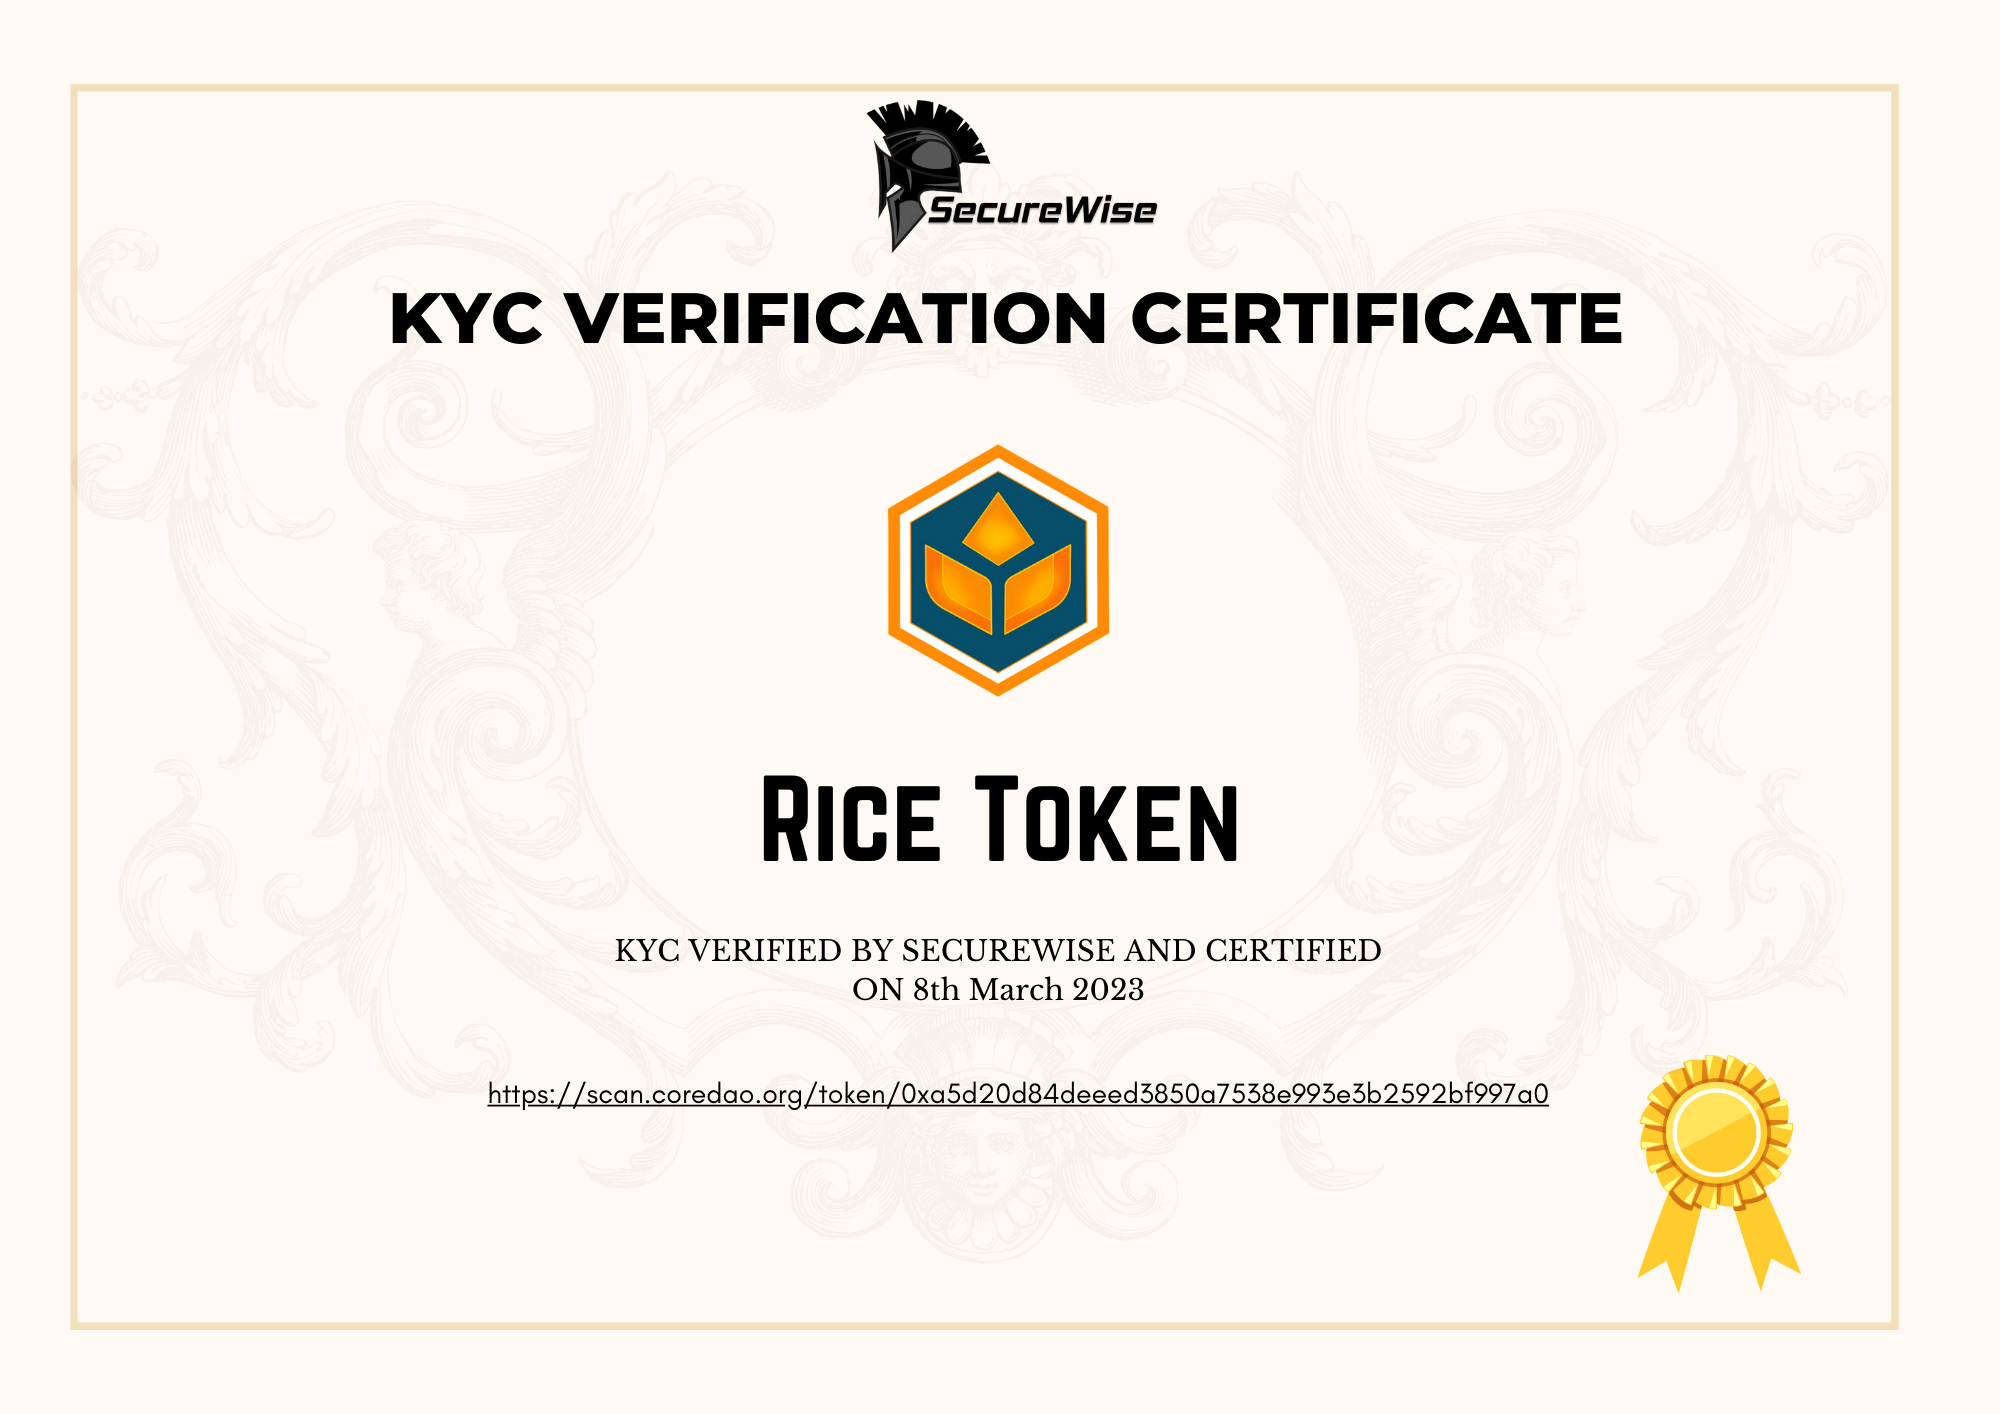 SecureWise
KYC VERIFICATION CERTIFICATE
Rice Token
KYC VERIFIED BY SECUREWISE AND CERTIFIED
ON 8th March 2023
https://scan.coredao.org/token/0xa5d20d84deeed3850a7538e993e3b2592bf997a0